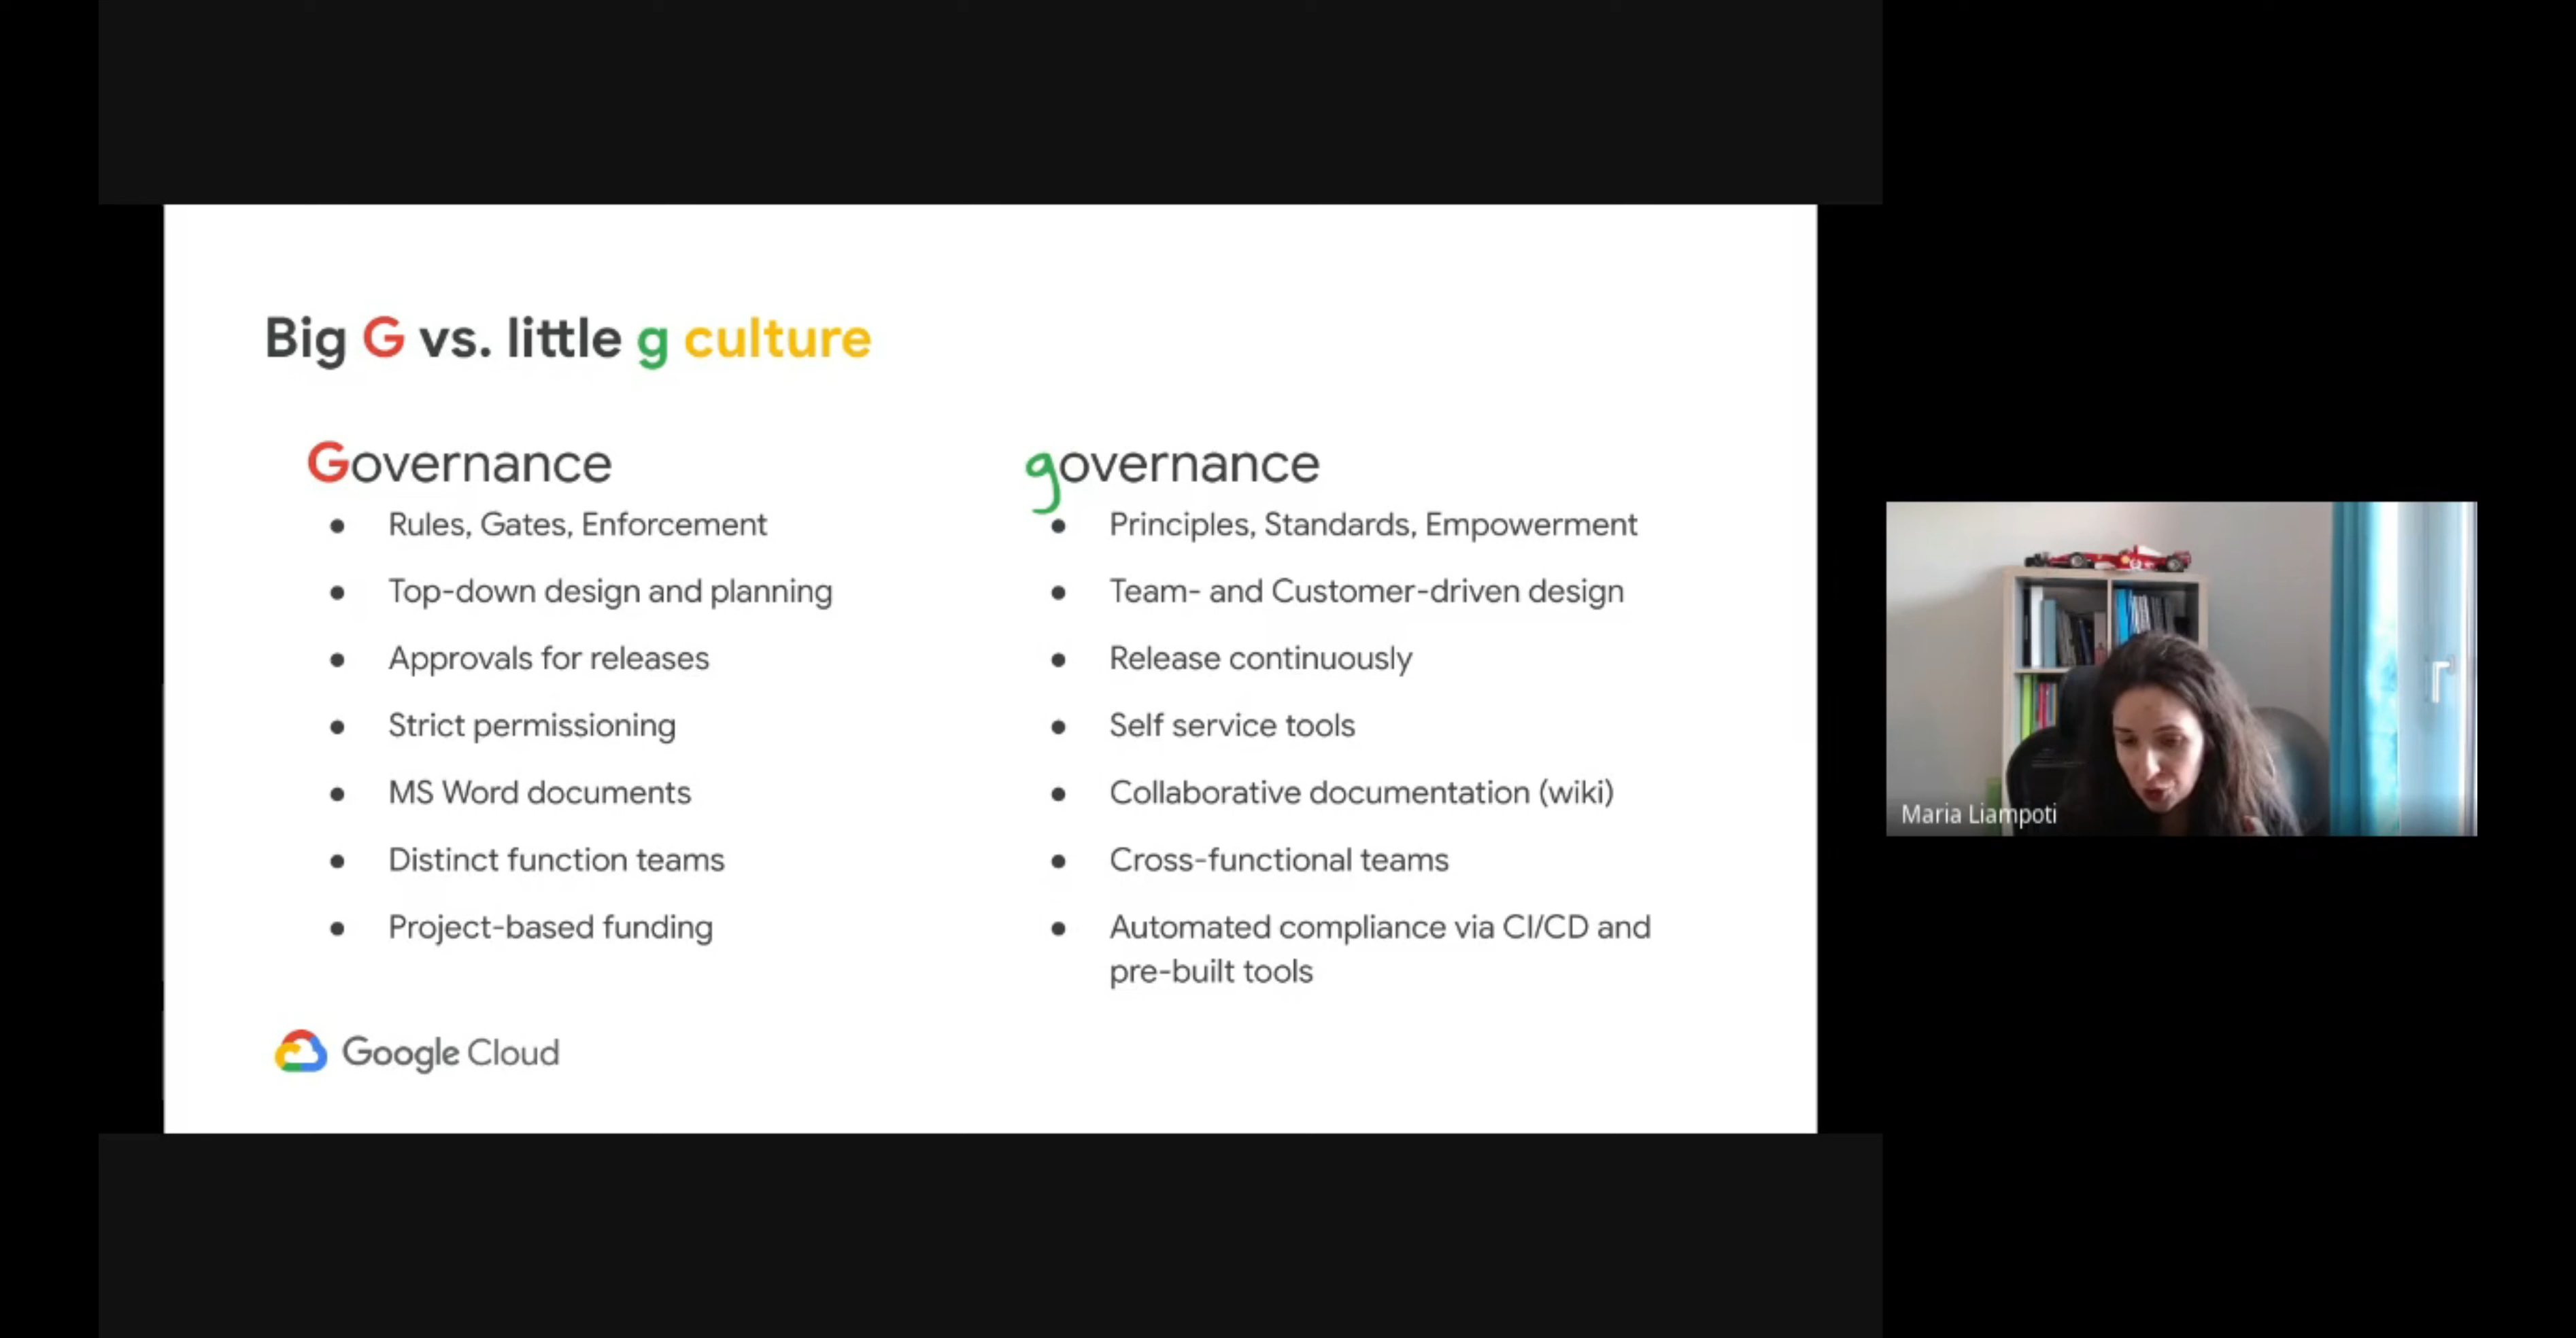 Big G vs. little g culture
Governance
Rules, Gates, Enforcement
Top-down design and planning
Approvals for releases
Strict permissioning
MS Word documents
Distinct function teams
Project-based funding
governance
Principles, Standards, Empowerment
Team- and Customer-driven design
Release continuously
Self service tools
Collaborative documentation (wiki)
Cross-functional teams
Automated compliance via CI/CD and
pre-built tools
Google Cloud
Maria Liampoti